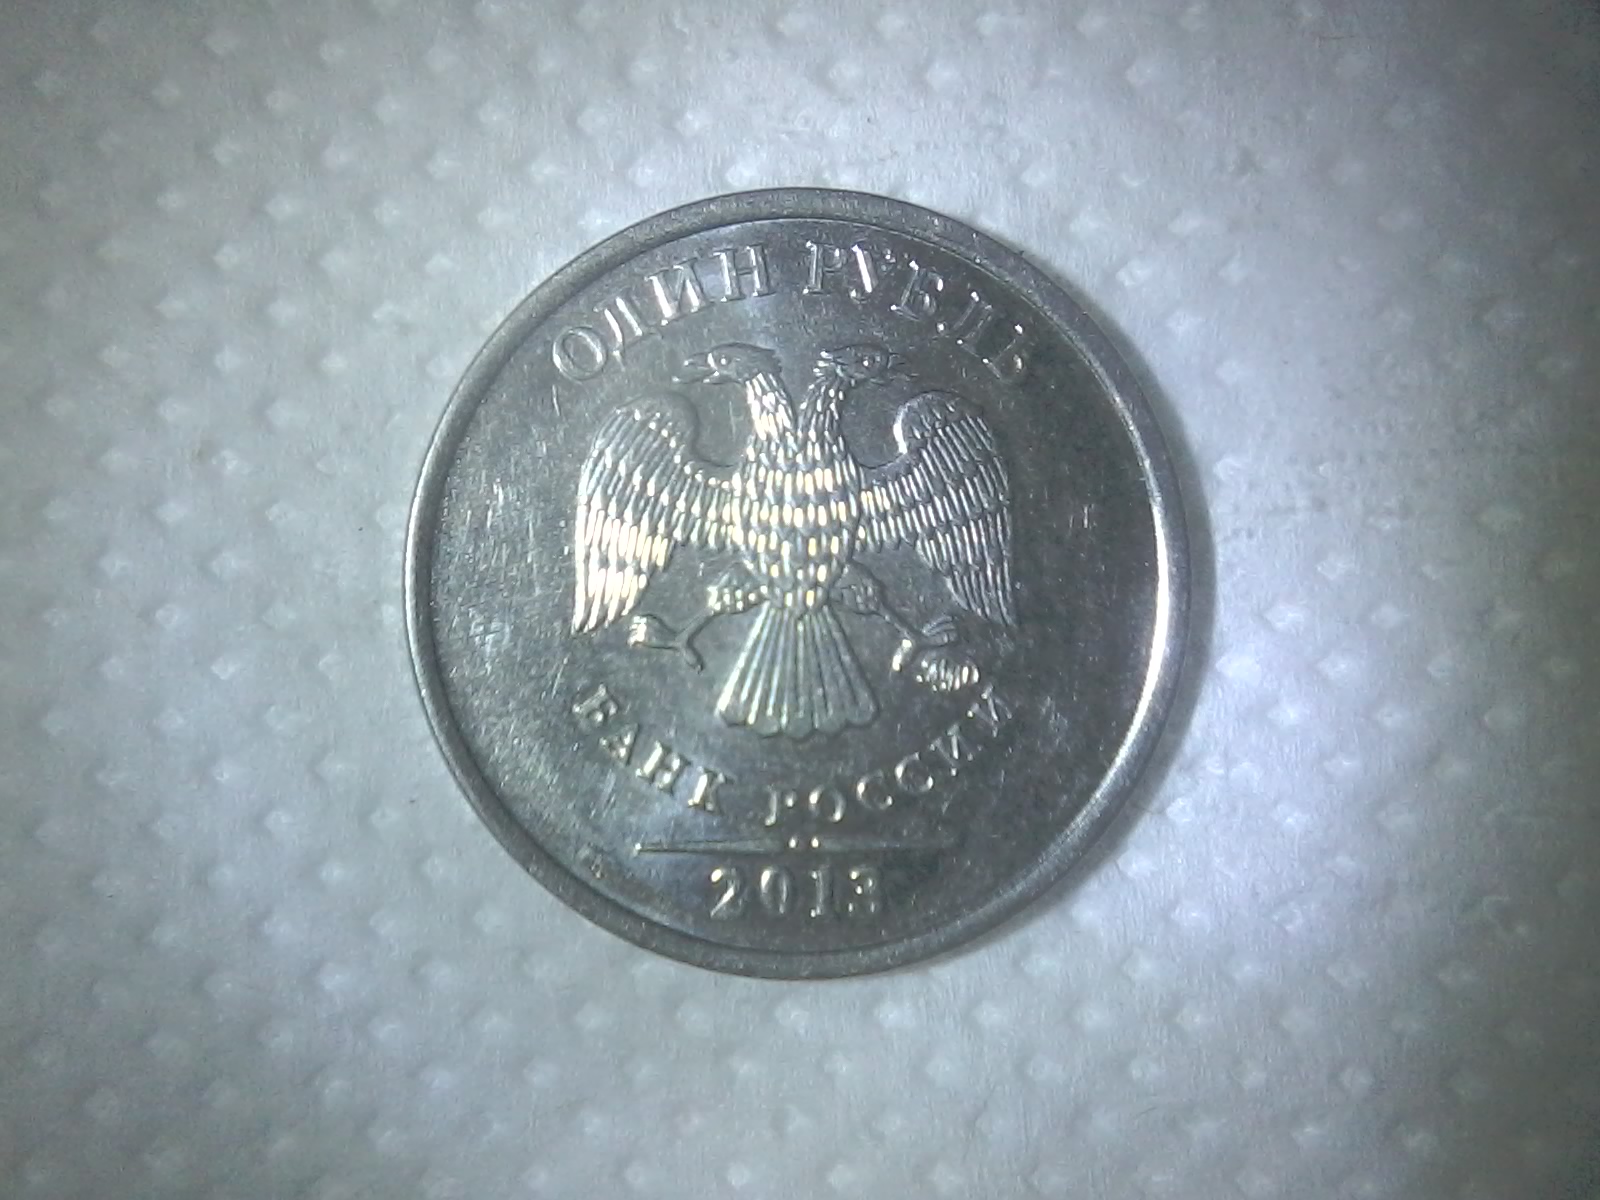 ОДИН РУБЛЬ
БАНК РОССИИ
2013